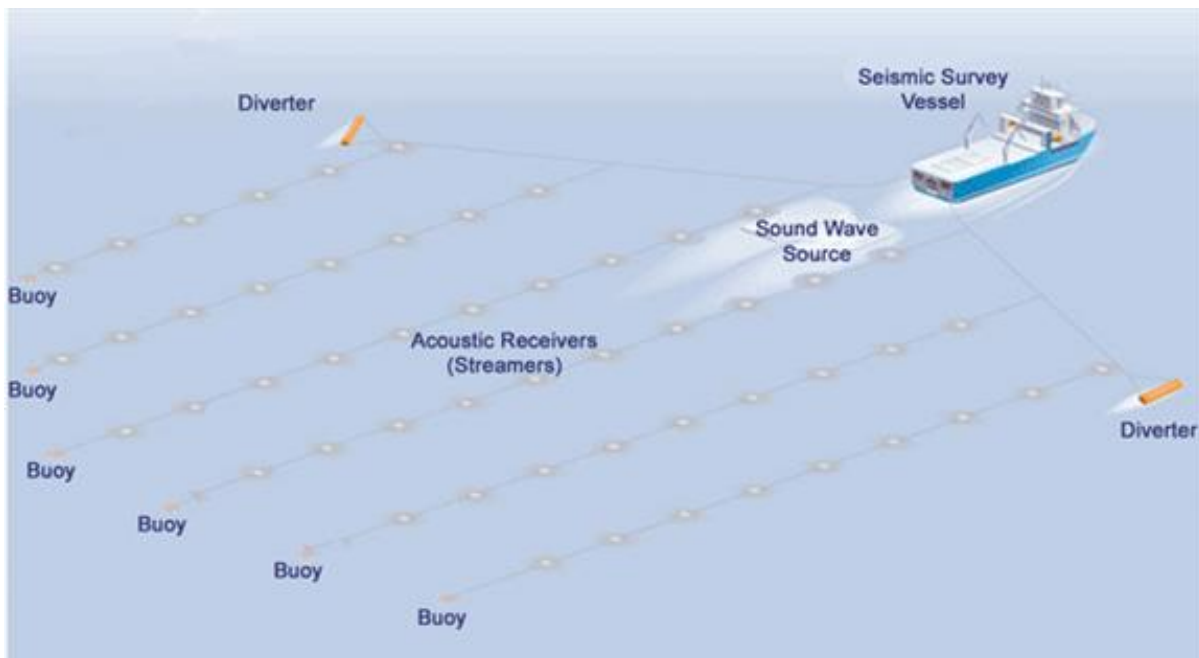 Seismic Survey
Vessel
Diverter
Sound Wave
Source
Buoy
Acoustic Receivers
(Streamers)
Buoy
Diverter
Buoy
Buoy
Buoy
Buoy